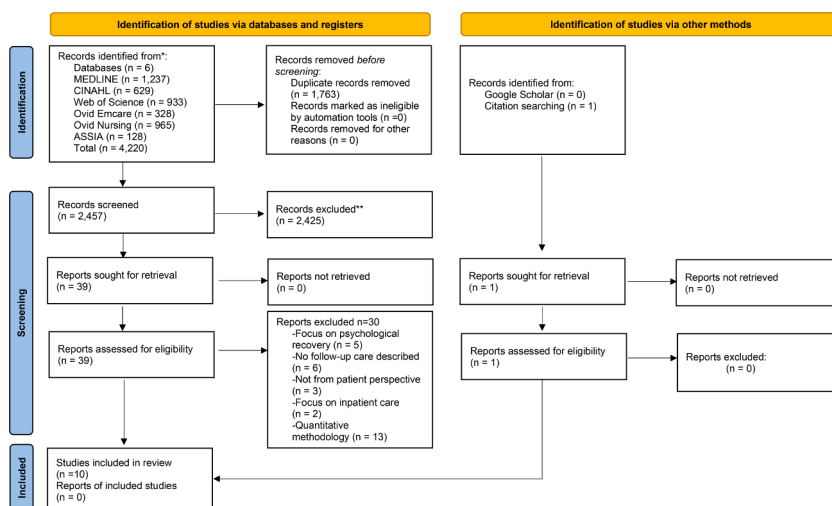 Identification of studies via databases and registers
Identification of studies via other methods
Identification
Records identified from*:
Databases (n = 6)
MEDLINE (n = 1,237)
CINAHL (n = 629)
Web of Science (n = 933)
Ovid Emcare (n = 328)
Ovid Nursing (n = 965)
ASSIA (n = 128)
Total (n = 4,220)
Records removed before
screening:
Duplicate records removed
(n = 1,763)
Records marked as ineligible
by automation tools (n =0)
Records removed for other
reasons (n = 0)
Records identified from:
Google Scholar (n = 0)
Citation searching (n = 1)
Screening
Records screened
(n = 2,457)
Records excluded**
(n = 2,425)
Reports sought for retrieval
(n = 39)
Reports not retrieved
(n = 0)
Reports sought for retrieval
(n = 1)
Reports not retrieved
(n = 0)
Reports assessed for eligibility
(n = 39)
Reports excluded n=30
-Focus on psychological
recovery (n = 5)
-No follow-up care described
(n = 6)
-Not from patient perspective
(n = 3)
-Focus on inpatient care
(n = 2)
-Quantitative
methodology (n = 13)
Reports assessed for eligibility
(n = 1)
Reports excluded:
(n = 0)
Included
Studies included in review
(n =10)
Reports of included studies
(n = 0)